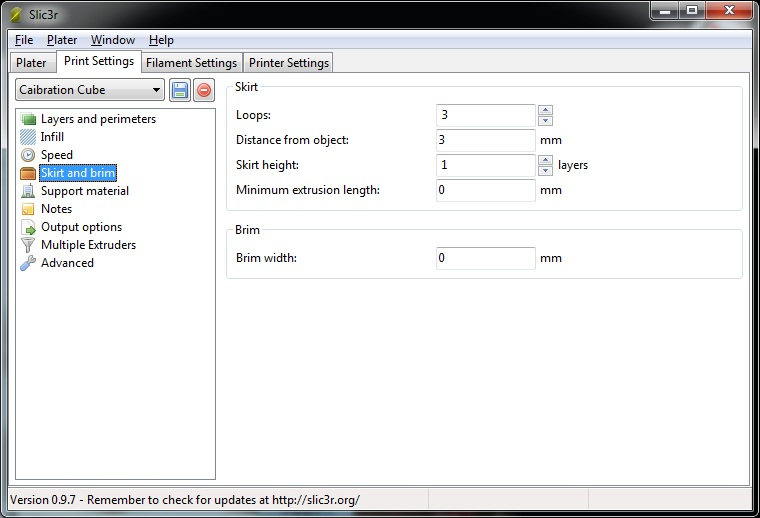 Slic3r
File Plater Window Help
Plater Print Settings Filament Settings Printer Settings
Caibration Cube
Layers and perimeters
Infill
Speed
Skirt and brim
Support material
Notes
Output options
Multiple Extruders
Advanced
Skirt
Loops: 3
Distance from object: 3 mm
Skirt height: 1 layers
Minimum extrusion length: 0 mm
Brim
Brim width: 0 mm
Version 0.9.7 - Remember to check for updates at http://slic3r.org/